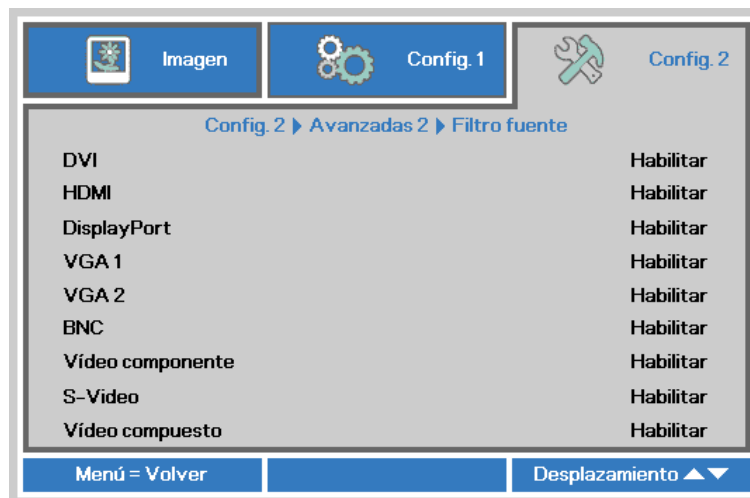 Imagen
Config. 1
Config. 2
Config. 2 ▶ Avanzadas 2 ▶ Filtro fuente
DVI Habilitar
HDMI Habilitar
DisplayPort Habilitar
VGA 1 Habilitar
VGA 2 Habilitar
BNC Habilitar
Vídeo componente Habilitar
S-Video Habilitar
Vídeo compuesto Habilitar
Menú = Volver
Desplazamiento ▲▼